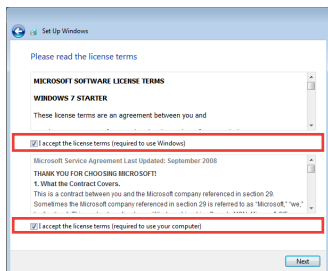 Set Up Windows
Please read the license terms
MICROSOFT SOFTWARE LICENSE TERMS
WINDOWS 7 STARTER
These license terms are an agreement between you and
I accept the license terms (required to use Windows)
Microsoft Service Agreement Last Updated: September 2008
THANK YOU FOR CHOOSING MICROSOFT!
1. What the Contract Covers.
This is a contract between you and the Microsoft company referenced in section 29.
Sometimes the Microsoft company referenced in section 29 is referred to as "Microsoft," "we,"
I accept the license terms (required to use your computer)
Next